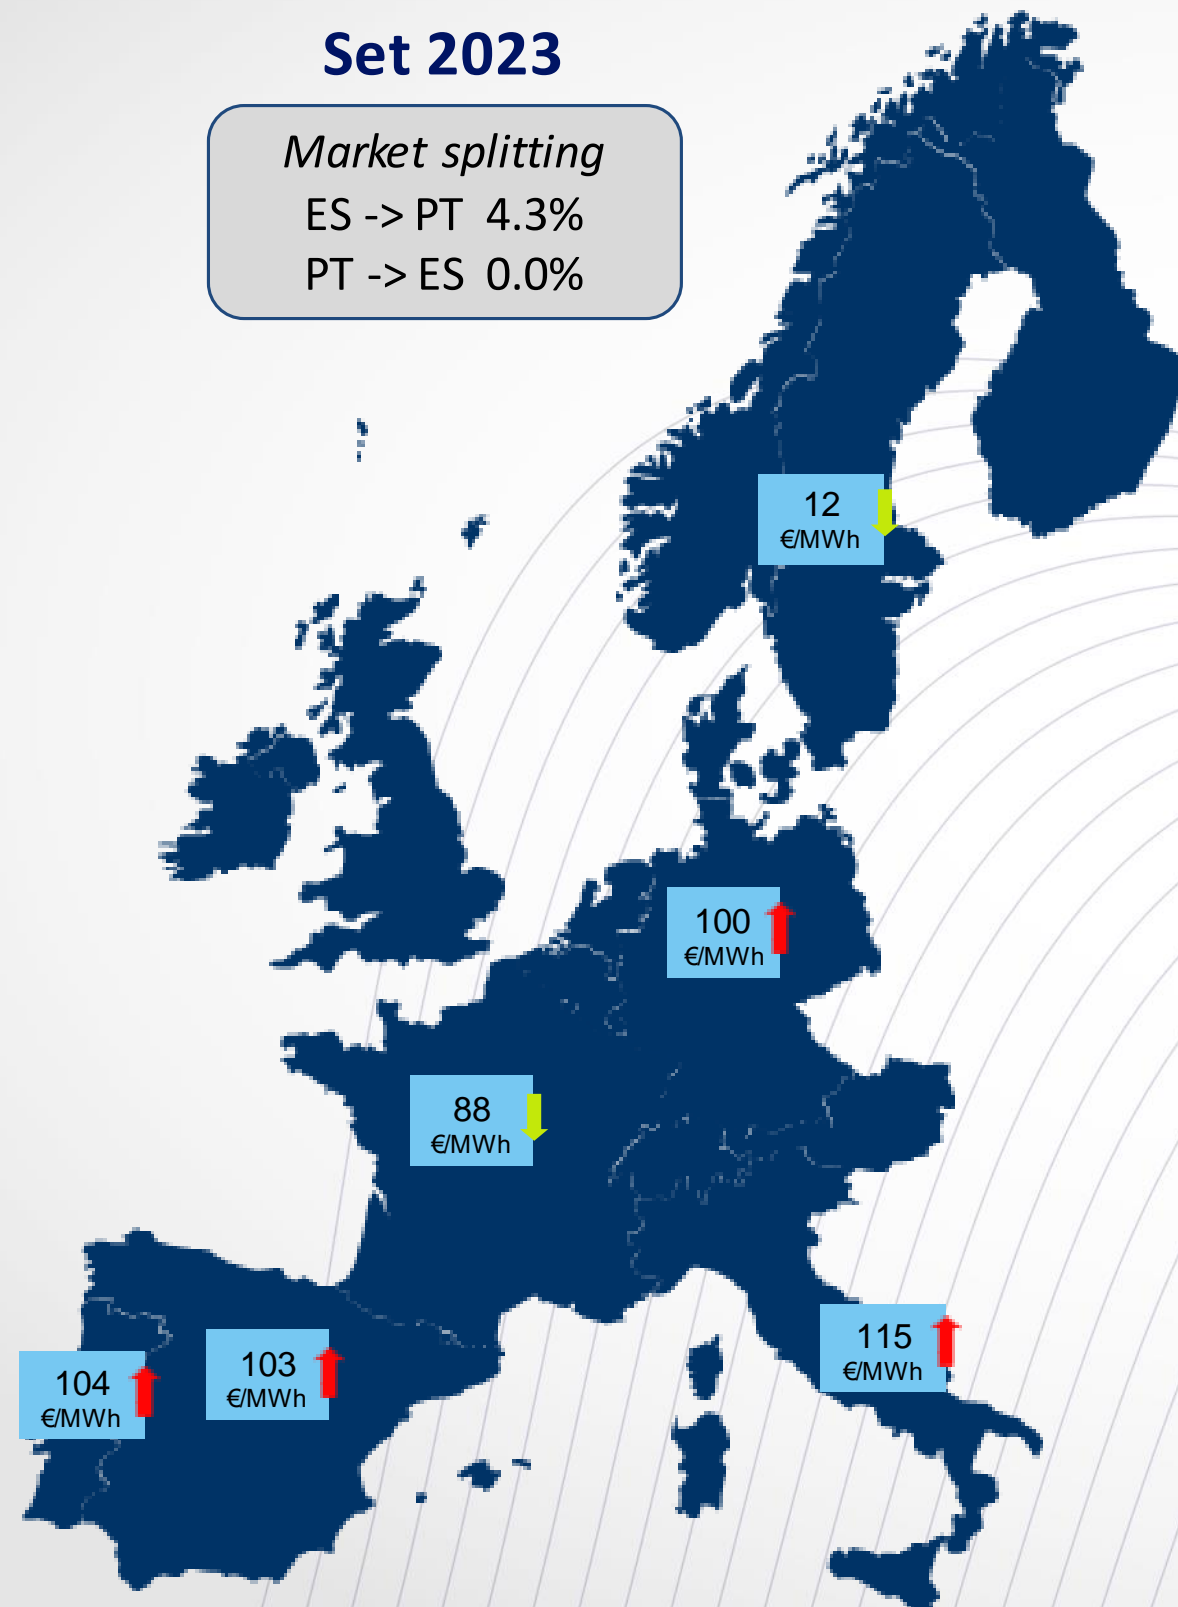 Set 2023
Market splitting
ES -> PT 4.3%
PT -> ES 0.0%
12
€/MWh
100
€/MWh
88
€/MWh
115
€/MWh
103
€/MWh
104
€/MWh